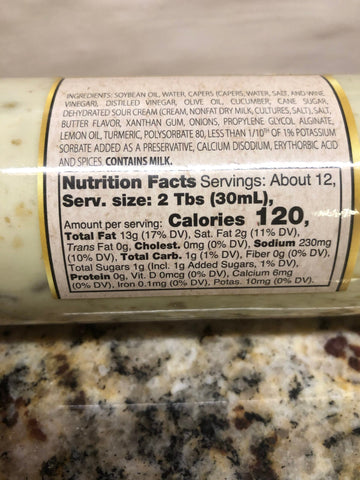 INGREDIENTS: SOYBEAN OIL, WATER, CAPERS (CAPERS, WATER, SALT, AND WINE
VINEGAR), DISTILLED VINEGAR, OLIVE OIL, CUCUMBER, CANE SUGAR,
DEHYDRATED SOUR CREAM (CREAM, NONFAT DRY MILK, CULTURES, SALT), SALT,
BUTTER FLAVOR, XANTHAN GUM, ONIONS, PROPYLENE GLYCOL ALGINATE,
LEMON OIL, TURMERIC, POLYSORBATE 80, LESS THAN 1/10TH OF 1% POTASSIUM
SORBATE ADDED AS A PRESERVATIVE, CALCIUM DISODIUM, ERYTHORBIC ACID
AND SPICES CONTAINS MILK.
Nutrition Facts Servings: About 12,
Serv. size: 2 Tbs (30mL),
Amount per serving: Calories 120,
Total Fat 13g (17% DV), Sat. Fat 2g (11% DV),
Trans Fat 0g, Cholest. 0mg (0% DV), Sodium 230mg
(10% DV), Total Carb. 1g (1% DV), Fiber 0g (0% DV),
Total Sugars 1g (Incl. 1g Added Sugars, 1% DV),
Protein 0g, Vit. D 0mcg (0% DV), Calcium 6mg
(0% DV), Iron 0.1mg (0% DV), Potas. 10mg (0% DV).